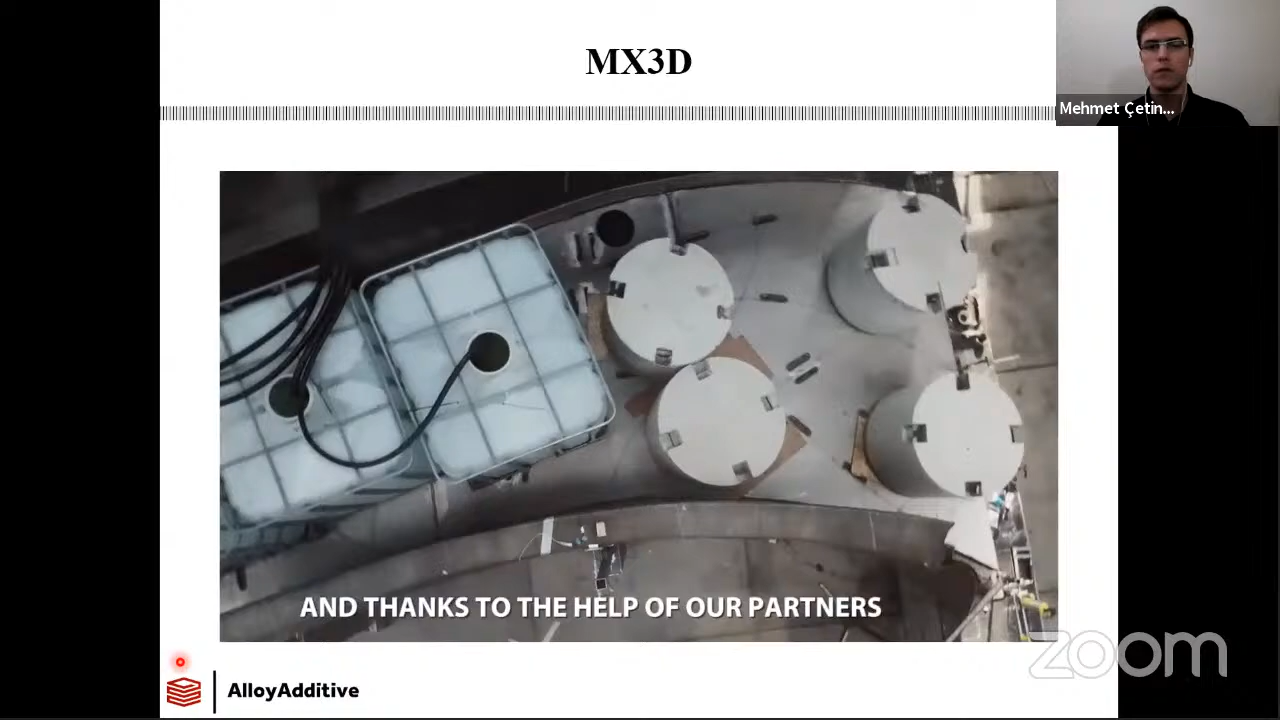 MX3D
Mehmet Çetin...
AND THANKS TO THE HELP OF OUR PARTNERS
zoom
AlloyAdditive